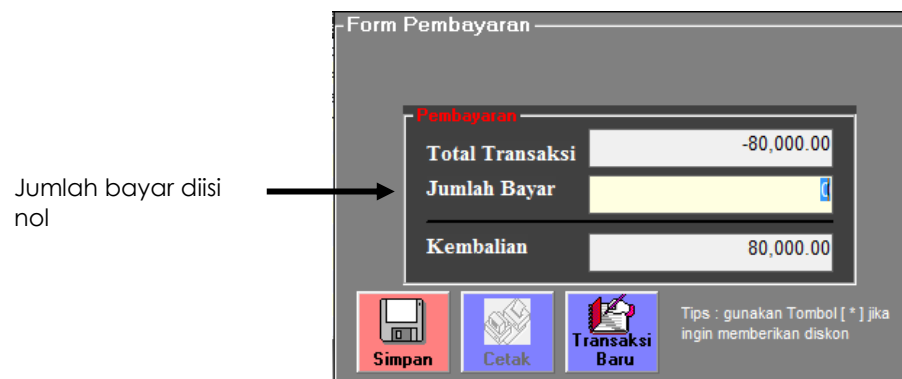 Form Pembayaran
Pembayaran
Total Transaksi -80,000.00
Jumlah bayar diisi
nol
Jumlah Bayar 0
Kembalian 80,000.00
Simpan
Cetak
Transaksi
Baru
Tips : gunakan Tombol [ * ] jika
ingin memberikan diskon